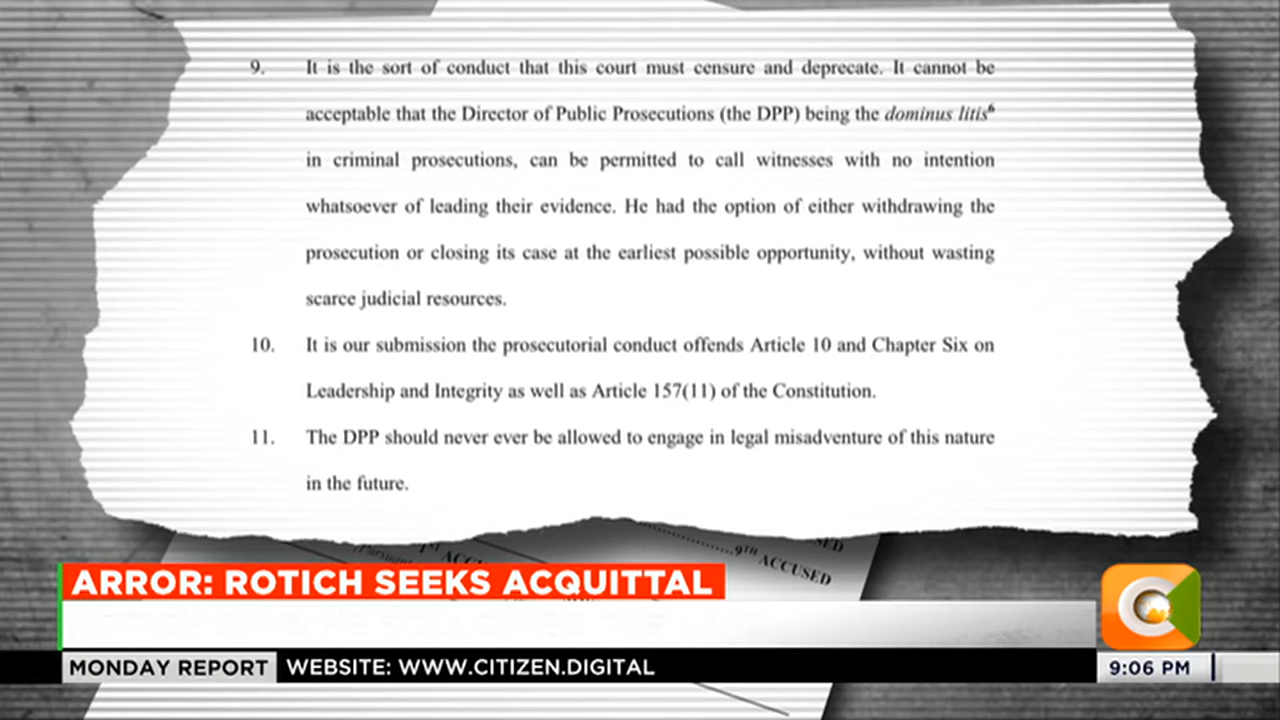 9. It is the sort of conduct that this court must censure and deprecate. It cannot be
acceptable that the Director of Public Prosecutions (the DPP) being the dominus litis⁶
in criminal prosecutions, can be permitted to call witnesses with no intention
whatsoever of leading their evidence. He had the option of either withdrawing the
prosecution or closing its case at the earliest possible opportunity, without wasting
scarce judicial resources.
10. It is our submission the prosecutorial conduct offends Article 10 and Chapter Six on
Leadership and Integrity as well as Article 157(11) of the Constitution.
11. The DPP should never ever be allowed to engage in legal misadventure of this nature
in the future.
9TH ACCUSED
ARROR: ROTICH SEEKS ACQUITTAL
MONDAY REPORT WEBSITE: WWW.CITIZEN.DIGITAL 9:06 PM